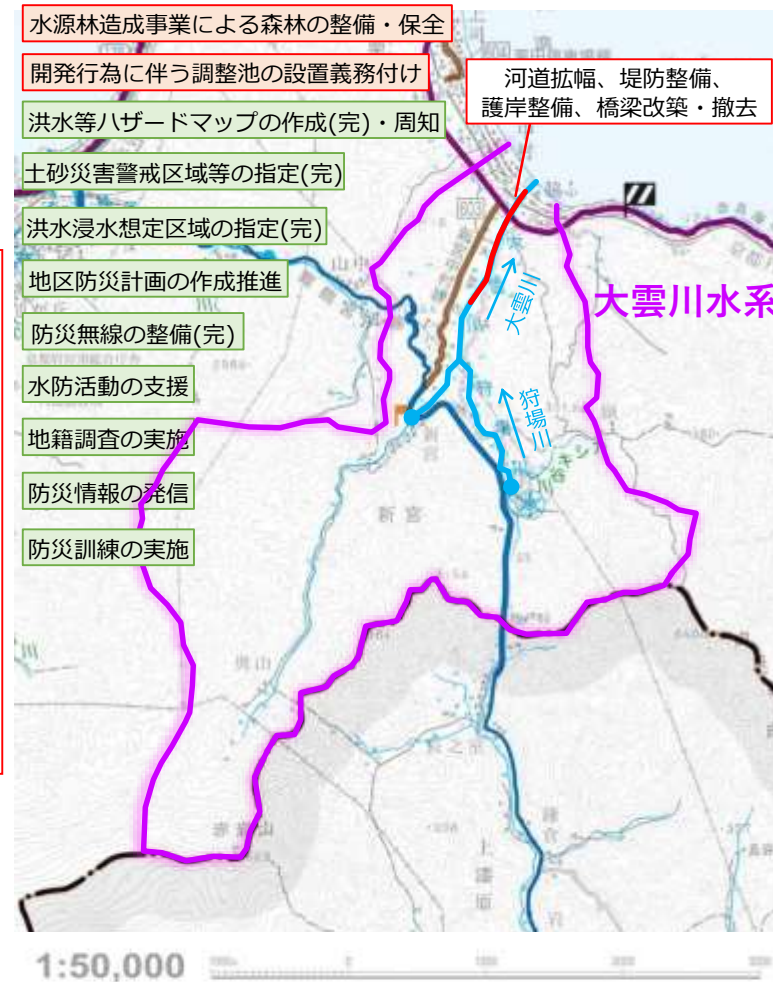 水源林造成事業による森林の整備・保全
開発行為に伴う調整池の設置義務付け
河道拡幅、堤防整備、
護岸整備、橋梁改築・撤去
洪水等ハザードマップの作成(完)・周知
土砂災害警戒区域等の指定(完)
洪水浸水想定区域の指定(完)
地区防災計画の作成推進
防災無線の整備(完)
水防活動の支援
地籍調査の実施
防災情報の発信
防災訓練の実施
大雲川水系
大雲川
狩場川
603
新宮
1:50,000